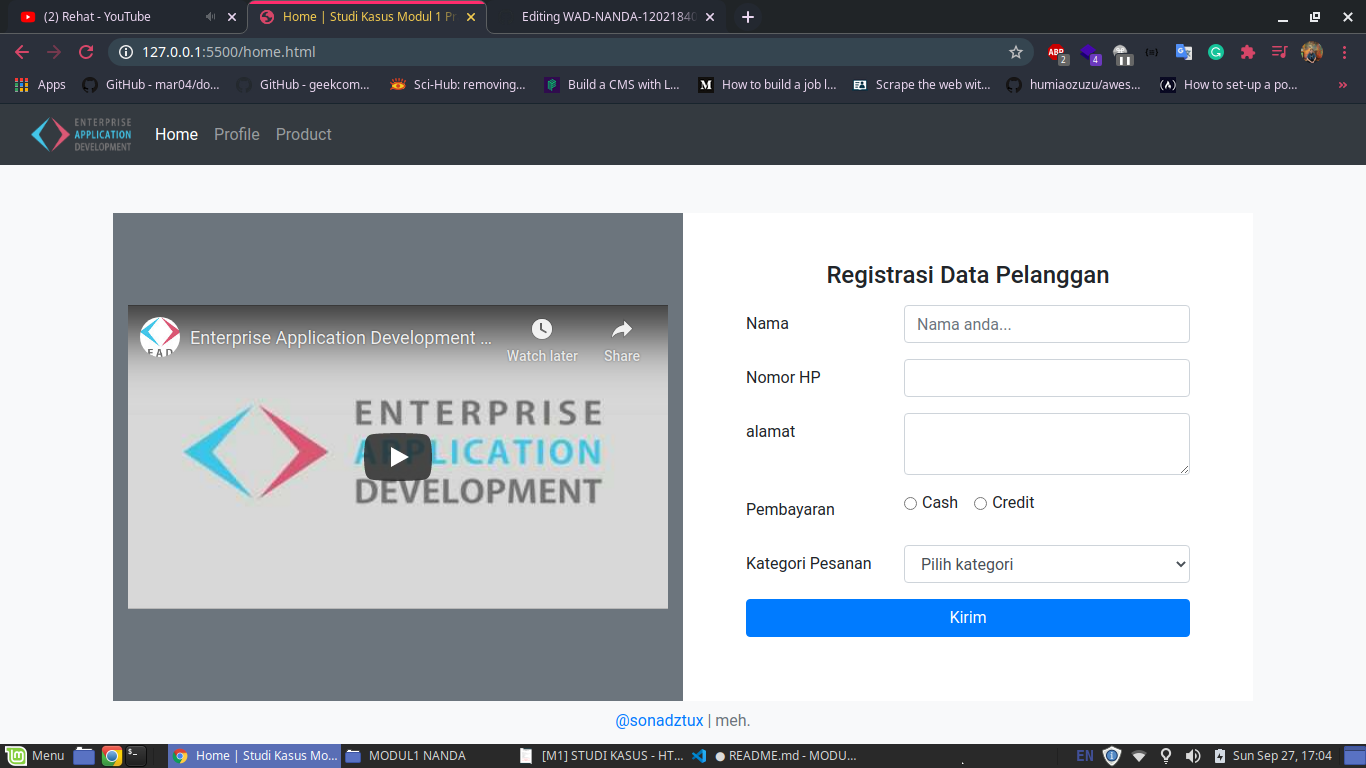 (2) Rehat - YouTube
Home | Studi Kasus Modul 1 Pr
Editing WAD-NANDA-12021840
127.0.0.1:5500/home.html
ABP
2
4
Apps
GitHub - mar04/do...
GitHub - geekcom...
Sci-Hub: removing...
Build a CMS with L...
M
How to build a job l...
Scrape the web wit...
humiaozuzu/awes...
(A)
How to set-up a po...
»
ENTERPRISE
APPLICATION
DEVELOPMENT
Home
Profile
Product
EAD
Enterprise Application Development ...
Watch later
Share
ENTERPRISE
APPLICATION
DEVELOPMENT
Registrasi Data Pelanggan
Nama
Nama anda...
Nomor HP
alamat
Pembayaran
Cash
Credit
Kategori Pesanan
Pilih kategori
Kirim
@sonadztux | meh.
Menu
Home | Studi Kasus Mo...
MODUL1 NANDA
[M1] STUDI KASUS - HT...
● README.md - MODU...
EN
Sun Sep 27, 17:04